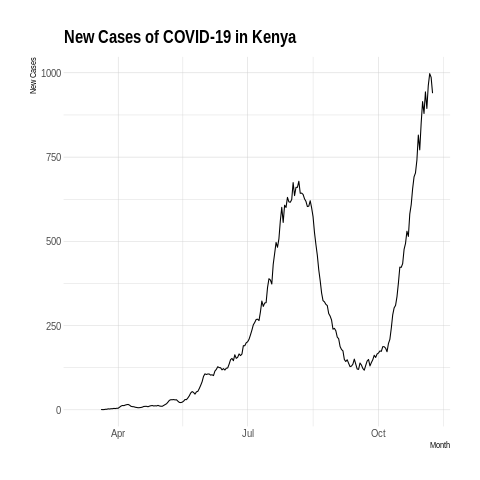 New Cases of COVID-19 in Kenya
New Cases
1000
750
500
250
0
Apr
Jul
Oct
Month